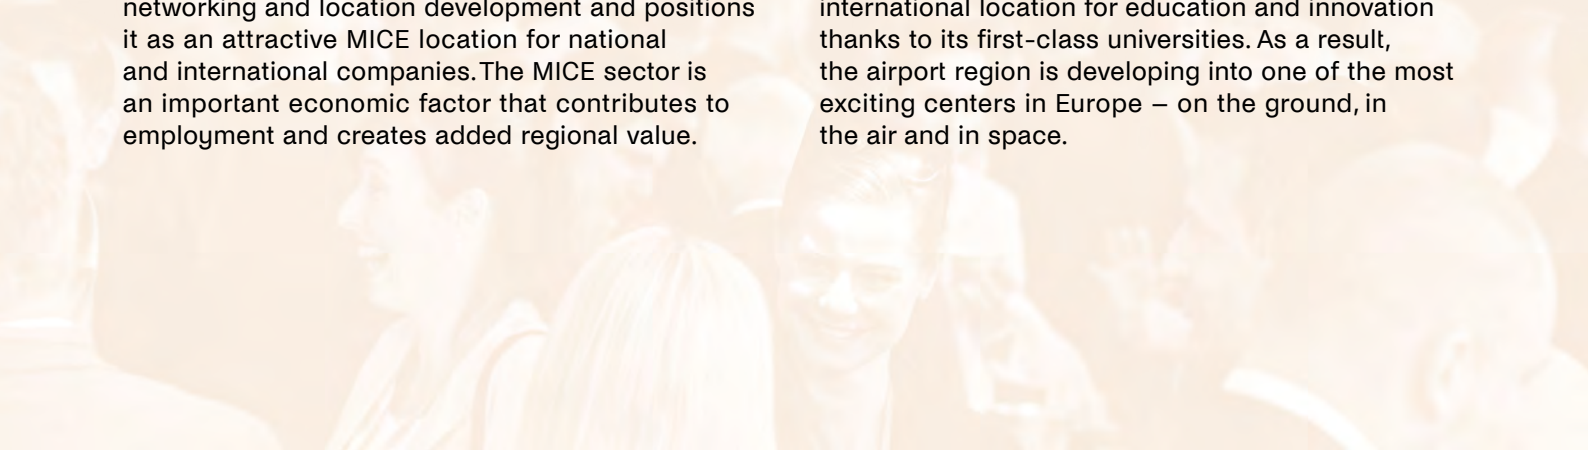 networking and location development and positions
it as an attractive MICE location for national
and international companies. The MICE sector is
an important economic factor that contributes to
employment and creates added regional value.
international location for education and innovation
thanks to its first-class universities. As a result,
the airport region is developing into one of the most
exciting centers in Europe – on the ground, in
the air and in space.